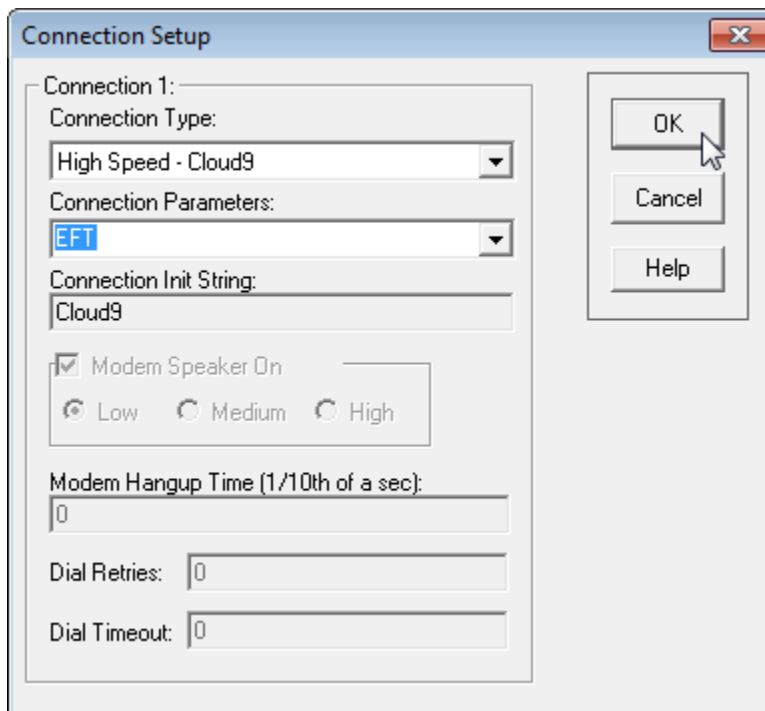 Connection Setup
Connection 1:
Connection Type:
High Speed - Cloud9
Connection Parameters:
EFT
Connection Init String:
Cloud9
Modem Speaker On
Low Medium High
Modem Hangup Time (1/10th of a sec):
0
Dial Retries: 0
Dial Timeout: 0
OK
Cancel
Help